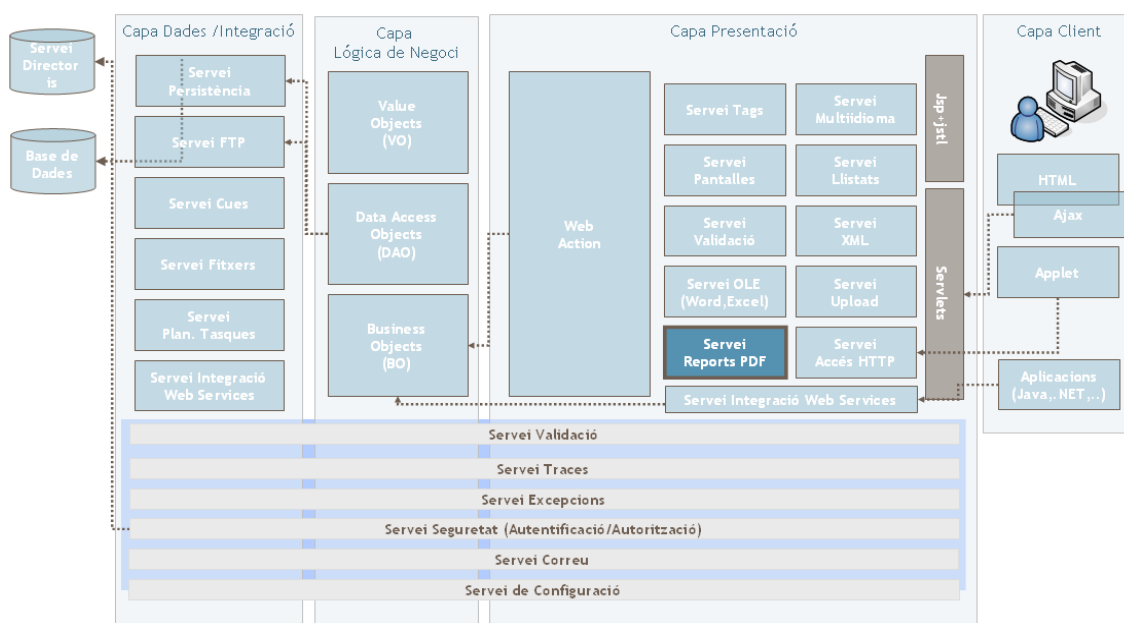 Servei
Director
is
Base de
Dades
Capa Dades /Integració
Servei
Persistència
Servei FTP
Servei Cues
Servei Fitxers
Servei
Plan. Tasques
Servei Integració
Web Services
Capa
Lógica de Negoci
Value
Objects
(VO)
Data Access
Objects
(DAO)
Business
Objects
(BO)
Capa Presentació
Web
Action
Servei Tags
Servei
Multiidioma
Servei
Pantalles
Servei
Llistats
Servei
Validació
Servei
XML
Servei OLE
(Word,Excel)
Servei
Upload
Servei
Reports PDF
Servei
Accés HTTP
Servei Integració Web Services
Jsp+jstl
Servlets
Capa Client
HTML
Ajax
Applet
Aplicacions
(Java,.NET,..)
Servei Validació
Servei Traces
Servei Excepcions
Servei Seguretat (Autentificació/Autorització)
Servei Correu
Servei de Configuració